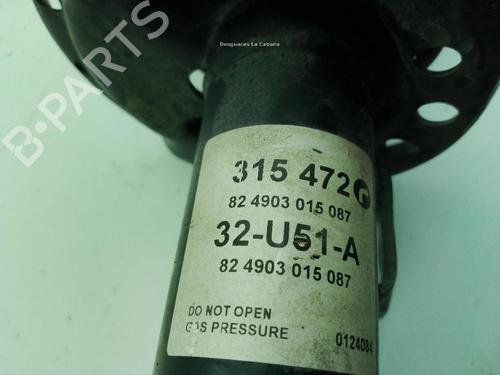 Desguaces La Cabaña
B-PARTS
315 472
82 4903 015 087
32-U51-A
82 4903 015 087
DO NOT OPEN
GAS PRESSURE 0124084